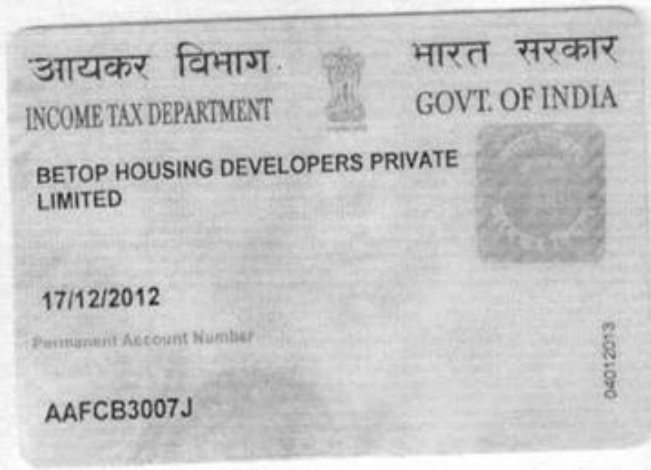 आयकर विभाग
INCOME TAX DEPARTMENT
भारत सरकार
GOVT. OF INDIA
BETOP HOUSING DEVELOPERS PRIVATE
LIMITED
17/12/2012
Permanent Account Number
AAFCB3007J
04012013